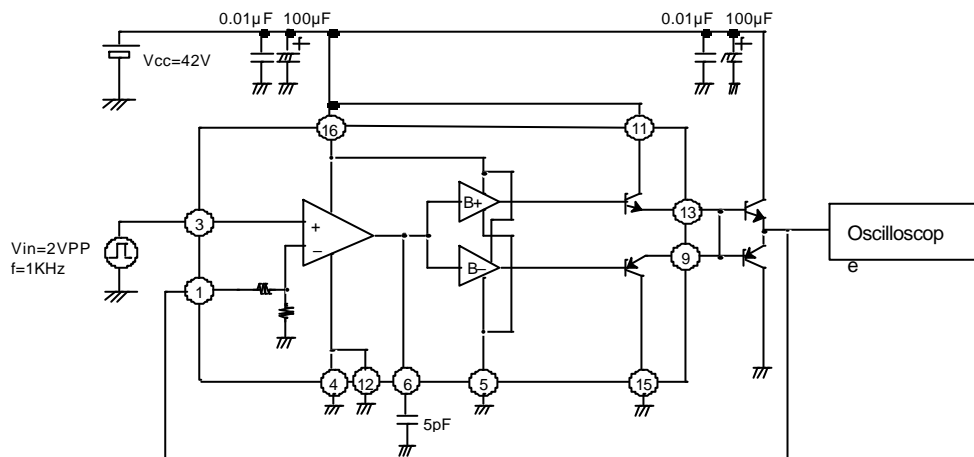 0.01µF 100µF
0.01µF 100µF
Vcc=42V
16
11
3
B+
13
+
Oscilloscop
e
Vin=2VPP
f=1KHz
−
B−
9
1
4
12
6
5
15
5pF